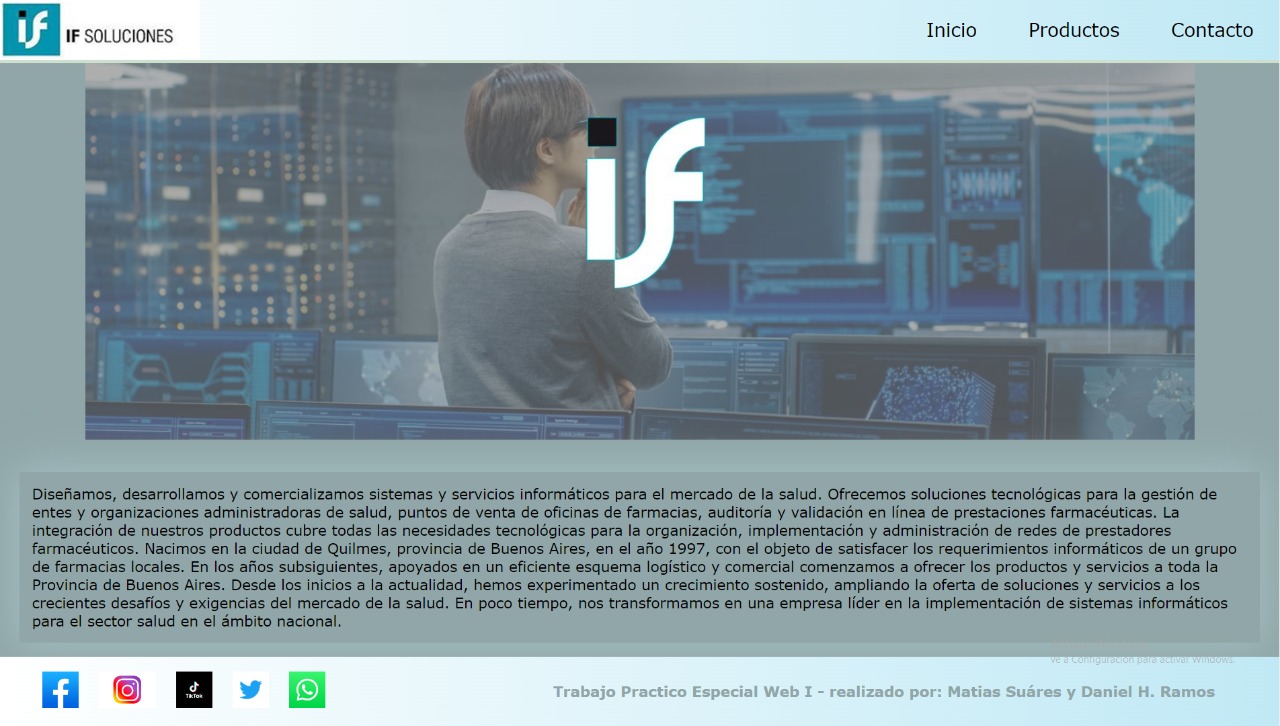 if IF SOLUCIONES
Inicio Productos Contacto
if
Diseñamos, desarrollamos y comercializamos sistemas y servicios informáticos para el mercado de la salud. Ofrecemos soluciones tecnológicas para la gestión de
entes y organizaciones administradoras de salud, puntos de venta de oficinas de farmacias, auditoría y validación en línea de prestaciones farmacéuticas. La
integración de nuestros productos cubre todas las necesidades tecnológicas para la organización, implementación y administración de redes de prestadores
farmacéuticos. Nacimos en la ciudad de Quilmes, provincia de Buenos Aires, en el año 1997, con el objeto de satisfacer los requerimientos informáticos de un grupo
de farmacias locales. En los años subsiguientes, apoyados en un eficiente esquema logístico y comercial comenzamos a ofrecer los productos y servicios a toda la
Provincia de Buenos Aires. Desde los inicios a la actualidad, hemos experimentado un crecimiento sostenido, ampliando la oferta de soluciones y servicios a los
crecientes desafíos y exigencias del mercado de la salud. En poco tiempo, nos transformamos en una empresa líder en la implementación de sistemas informáticos
para el sector salud en el ámbito nacional.
Ve a Configuración para activar Windows.
TikTok
Trabajo Practico Especial Web I - realizado por: Matias Suáres y Daniel H. Ramos